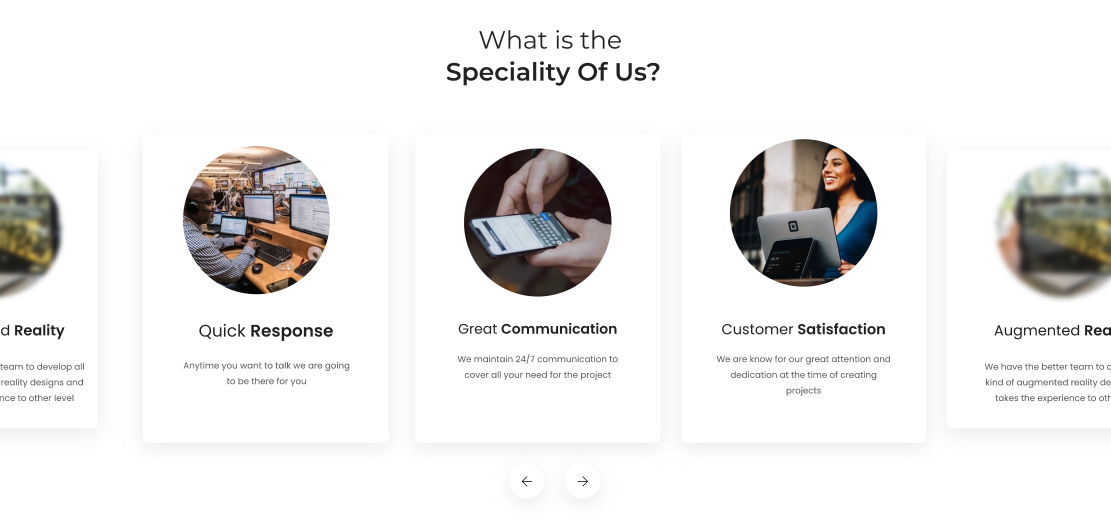 What is the
Speciality Of Us?
d Reality
team to develop all
reality designs and
nce to other level
Quick Response
Anytime you want to talk we are going
to be there for you
Great Communication
We maintain 24/7 communication to
cover all your need for the project
Customer Satisfaction
We are know for our great attention and
dedication at the time of creating
projects
Augmented Rea
We have the better team to
kind of augmented reality de
takes the experience to oth